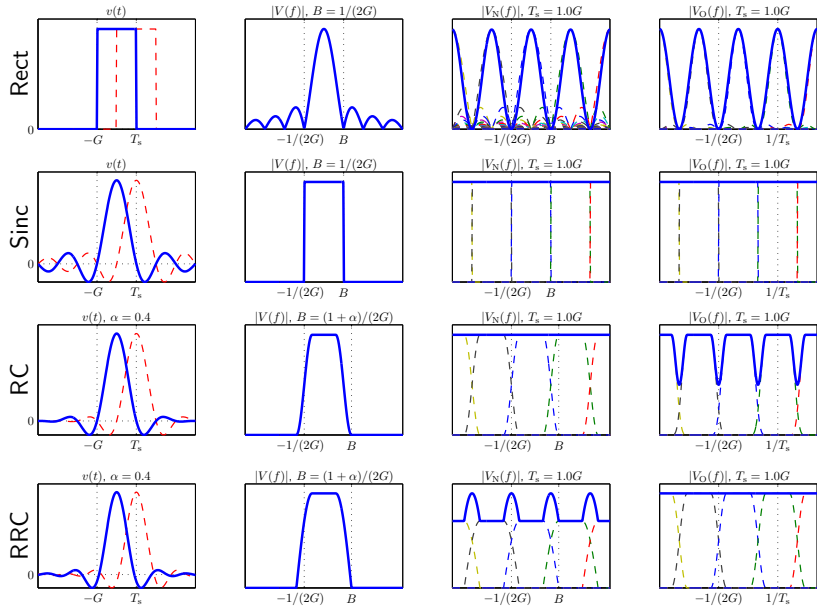 v(t)
|V(f)|, B = 1/(2G)
|V_N(f)|, T_s = 1.0G
|V_O(f)|, T_s = 1.0G
Rect
0
−G T_s
−1/(2G) B
−1/(2G) B
−1/(2G) 1/T_s
v(t)
|V(f)|, B = 1/(2G)
|V_N(f)|, T_s = 1.0G
|V_O(f)|, T_s = 1.0G
Sinc
0
−G T_s
−1/(2G) B
−1/(2G) B
−1/(2G) 1/T_s
v(t), α = 0.4
|V(f)|, B = (1 + α)/(2G)
|V_N(f)|, T_s = 1.0G
|V_O(f)|, T_s = 1.0G
RC
0
−G T_s
−1/(2G) B
−1/(2G) B
−1/(2G) 1/T_s
v(t), α = 0.4
|V(f)|, B = (1 + α)/(2G)
|V_N(f)|, T_s = 1.0G
|V_O(f)|, T_s = 1.0G
RRC
0
−G T_s
−1/(2G) B
−1/(2G) B
−1/(2G) 1/T_s